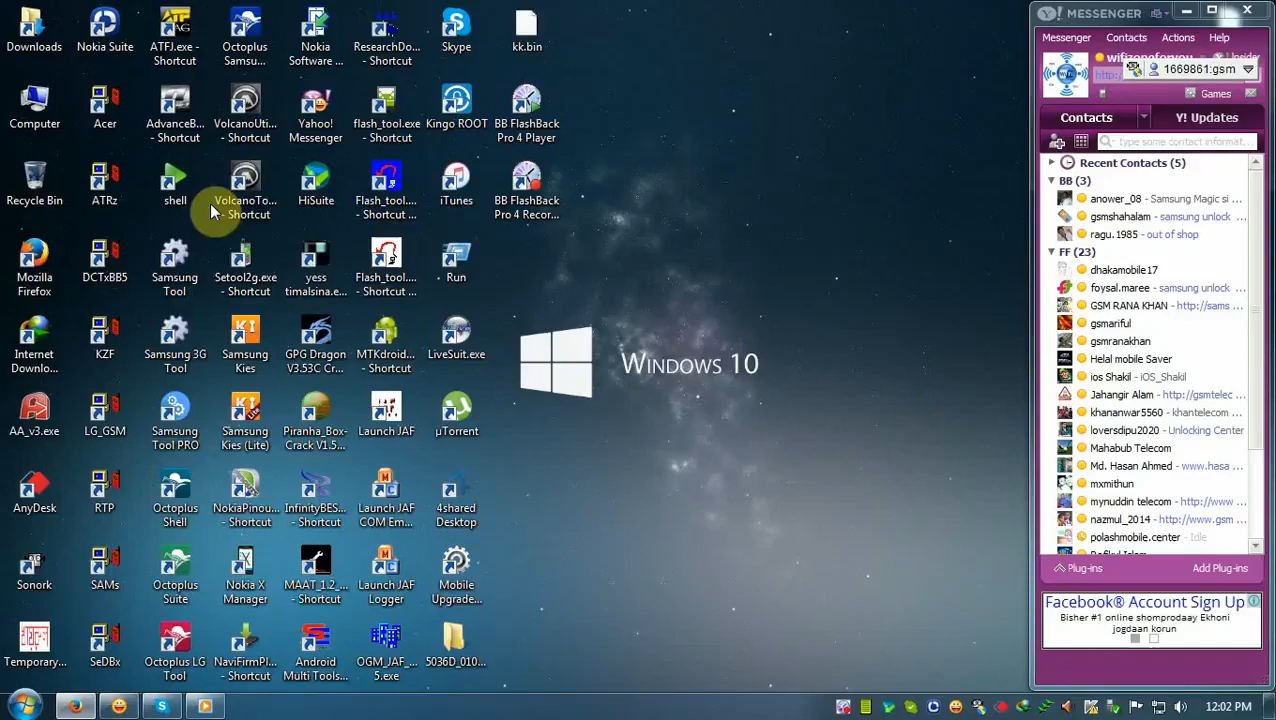 Downloads
Nokia Suite
ATFJ.exe -
Shortcut
Octoplus
Samsu...
Nokia
Software ...
- Shortcut
Skype
kk.bin
Computer
Acer
AdvanceB...
- Shortcut
VolcanoUti...
- Shortcut
Yahoo!
Messenger
flash_tool.exe
- Shortcut
Kingo ROOT
BB FlashBack
Pro 4 Player
Recycle Bin
ATRz
shell
VolcanoTo...
- Shortcut
HiSuite
- Shortcut ...
iTunes
BB FlashBack
Pro 4 Recor...
Mozilla
Firefox
DCTxBB5
Samsung
Tool
Setool2g.exe
- Shortcut
yess
timalsina.e...
Flash_tool....
- Shortcut ...
Run
Internet
Downlo...
KZF
Samsung 3G
Tool
Samsung
Kies
GPG Dragon
V3.53C Cr...
MTKdroid...
- Shortcut
LiveSuit.exe
AA_v3.exe
LG_GSM
Samsung
Tool PRO
Samsung
Kies (Lite)
Piranha_Box-
Crack V1.5...
Launch JAF
µTorrent
AnyDesk
RTP
Octoplus
Shell
NokiaPinou...
- Shortcut
InfinityBES...
- Shortcut
Launch JAF
COM Em...
4shared
Desktop
Sonork
SAMs
Octoplus
Suite
Nokia X
Manager
MAAT_1.2_...
- Shortcut
Launch JAF
Logger
Mobile
Upgrade...
Temporary...
SeDBx
Octoplus LG
Tool
NaviFirmPl...
- Shortcut
Android
Multi Tools...
OGM_JAF_...
5.exe
5036D_010...
WINDOWS 10
Y! MESSENGER
Messenger Contacts Actions Help
1669861:gsm
Games
Contacts Y! Updates
type some contact informat...
Recent Contacts (5)
BB (3)
anower_08 - Samsung Magic si ...
gsmshahalam - samsung unlock ...
ragu.1985 - out of shop
FF (23)
dhakamobile17
foysal.maree - samsung unlock ...
GSM RANA KHAN - http://sams ...
gsmariful
gsmranakhan
Helal mobile Saver
ios Shakil - iOS_Shakil
Jahangir Alam - http://gsmtelec ...
khananwar5560 - khantelecom ...
loversdipu2020 - Unlocking Center
Mahabub Telecom
Md. Hasan Ahmed - www.hasa ...
mxmithun
mynuddin telecom - http://www ...
nazmul_2014 - http://www.gsm ...
polashmobile.center - Idle
Plug-ins Add Plug-ins
Facebook® Account Sign Up
Bisher #1 online shomprodaay Ekhoni
jogdaan korun
12:02 PM